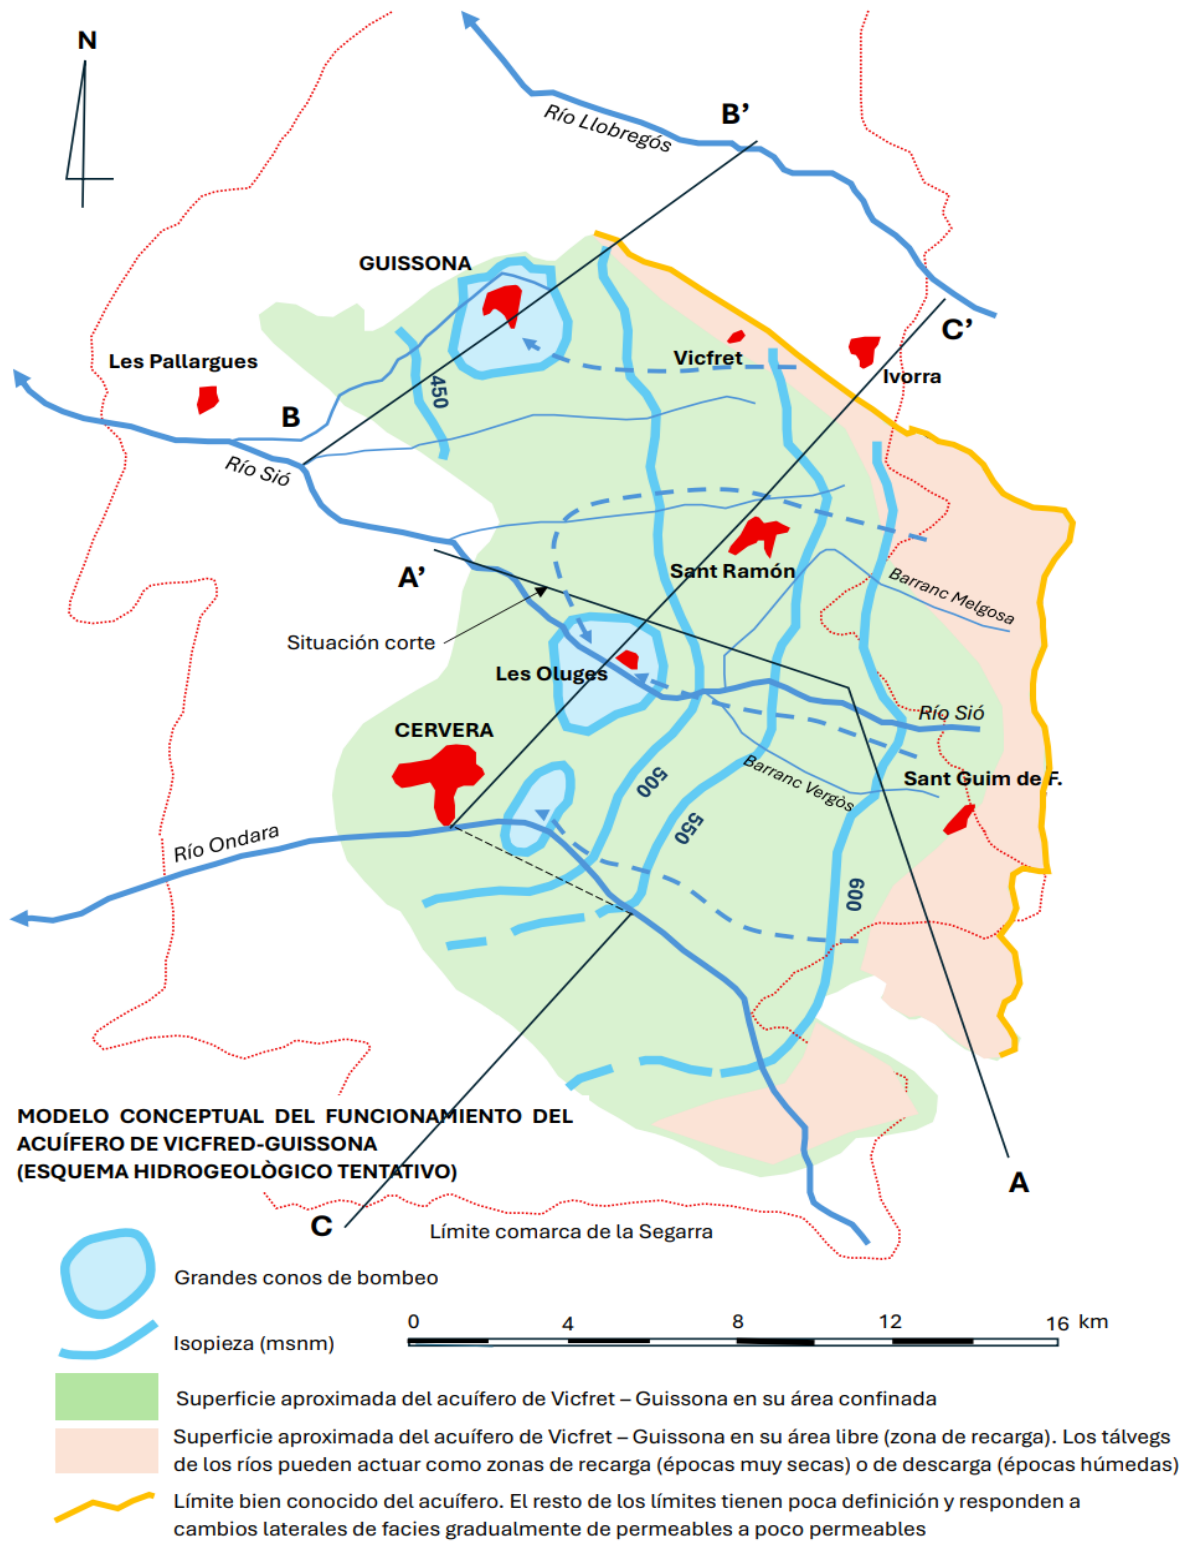 N
Río Llobregós
B’
GUISSONA
C’
Les Pallargues
Vicfret
Ivorra
450
B
Río Sió
Sant Ramón
A’
Barranc Melgosa
Situación corte
Les Oluges
Río Sió
CERVERA
Barranc Vergòs
Sant Guim de F.
500
550
Río Ondara
600
MODELO CONCEPTUAL DEL FUNCIONAMIENTO DEL
ACUÍFERO DE VICFRED-GUISSONA
(ESQUEMA HIDROGEOLÒGICO TENTATIVO)
A
C
Límite comarca de la Segarra
Grandes conos de bombeo
0 4 8 12 16 km
Isopieza (msnm)
Superficie aproximada del acuífero de Vicfret – Guissona en su área confinada
Superficie aproximada del acuífero de Vicfret – Guissona en su área libre (zona de recarga). Los tálvegs
de los ríos pueden actuar como zonas de recarga (épocas muy secas) o de descarga (épocas húmedas)
Límite bien conocido del acuífero. El resto de los límites tienen poca definición y responden a
cambios laterales de facies gradualmente de permeables a poco permeables